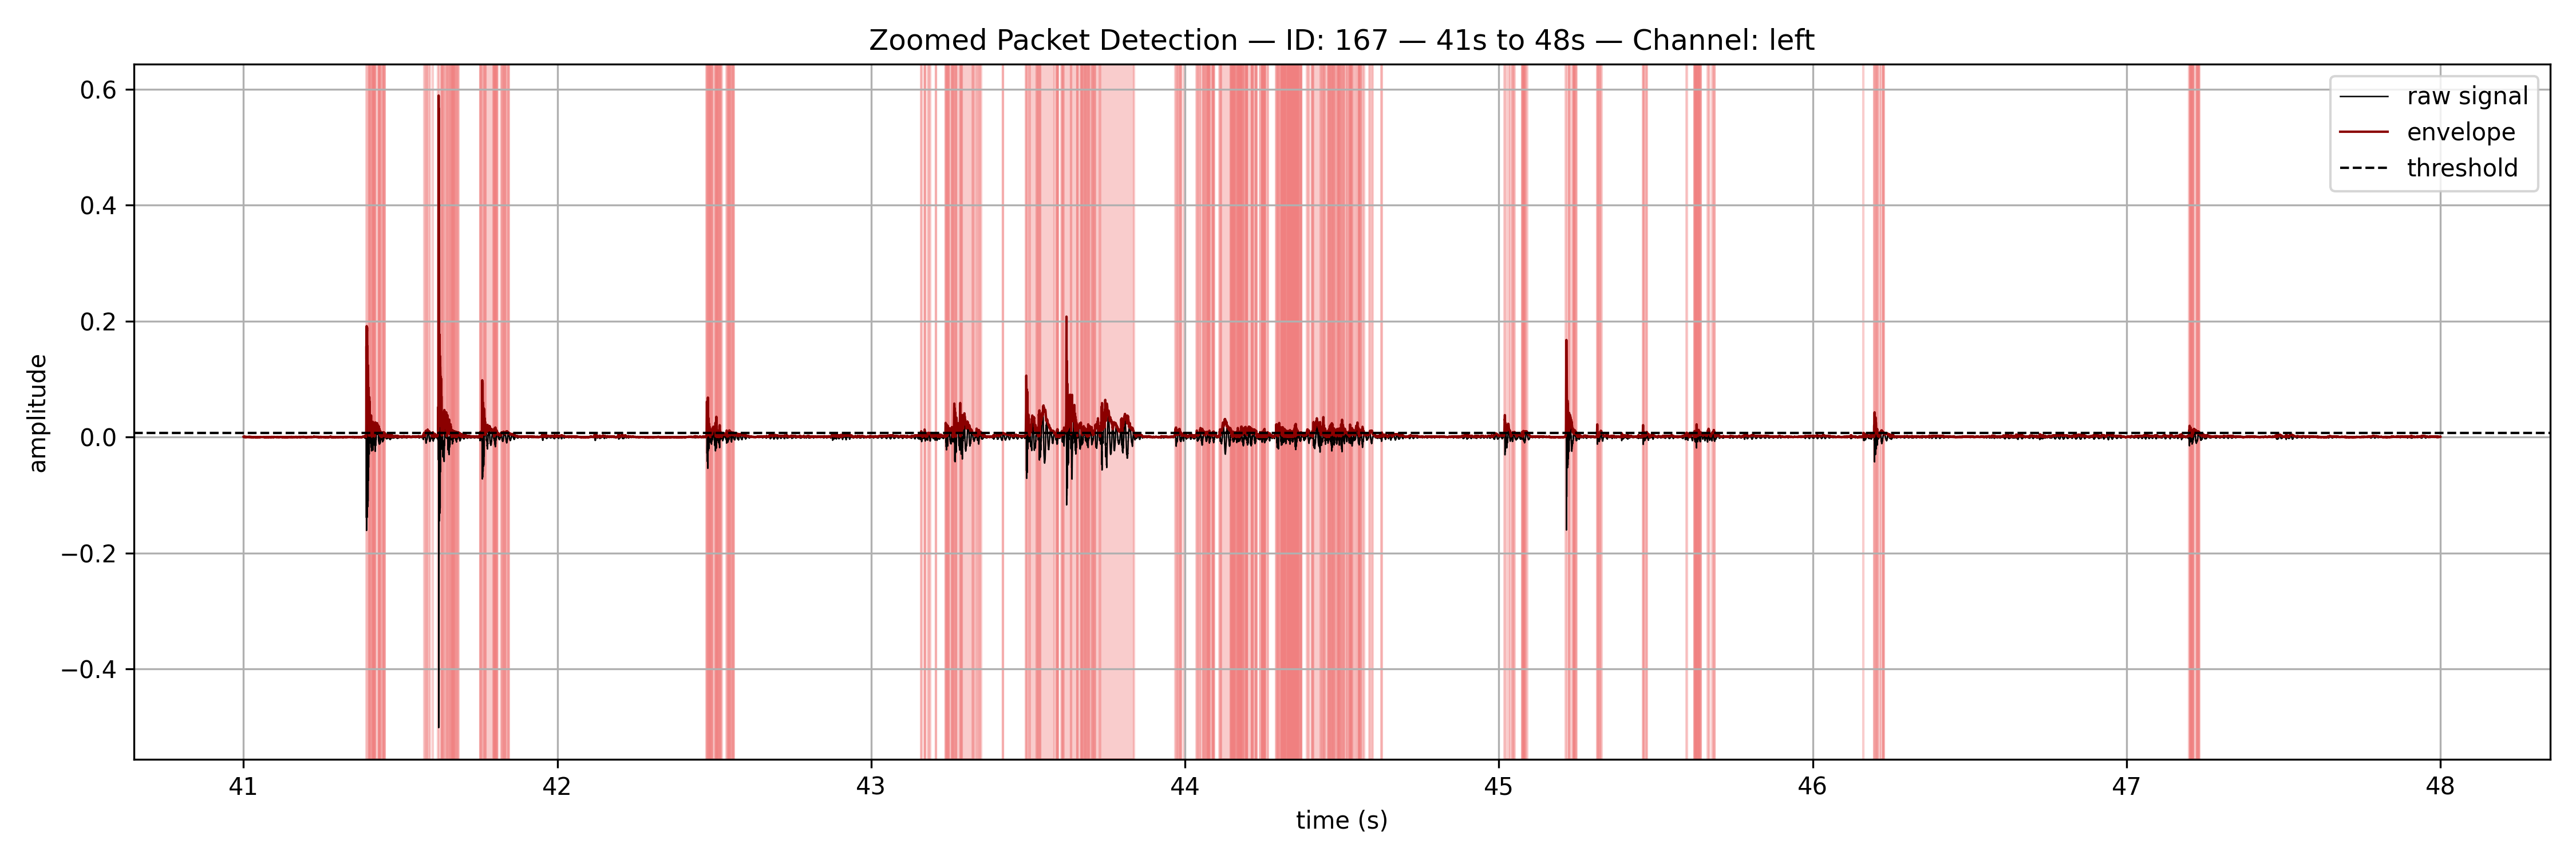 Zoomed Packet Detection — ID: 167 — 41s to 48s — Channel: left
raw signal
envelope
threshold
0.6
0.4
0.2
0.0
−0.2
−0.4
amplitude
41 42 43 44 45 46 47 48
time (s)